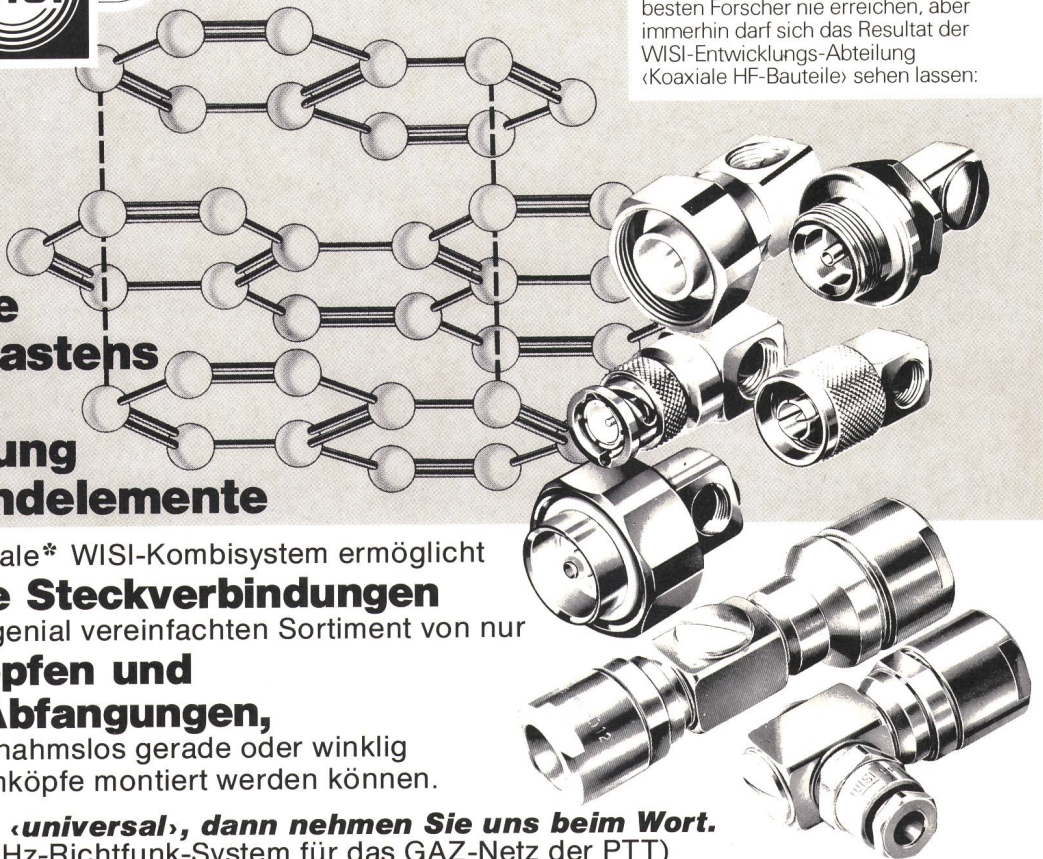 besten Forscher nie erreichen, aber
immerhin darf sich das Resultat der
WISI-Entwicklungs-Abteilung
‹Koaxiale HF-Bauteile› sehen lassen:
e
astens
ung
ndelemente
ale* WISI-Kombisystem ermöglicht
e Steckverbindungen
genial vereinfachten Sortiment von nur
pfen und
Abfangungen,
nahmslos gerade oder winklig
nköpfe montiert werden können.
‹universal›, dann nehmen Sie uns beim Wort.
Hz-Richtfunk-System für das GAZ-Netz der PTT)